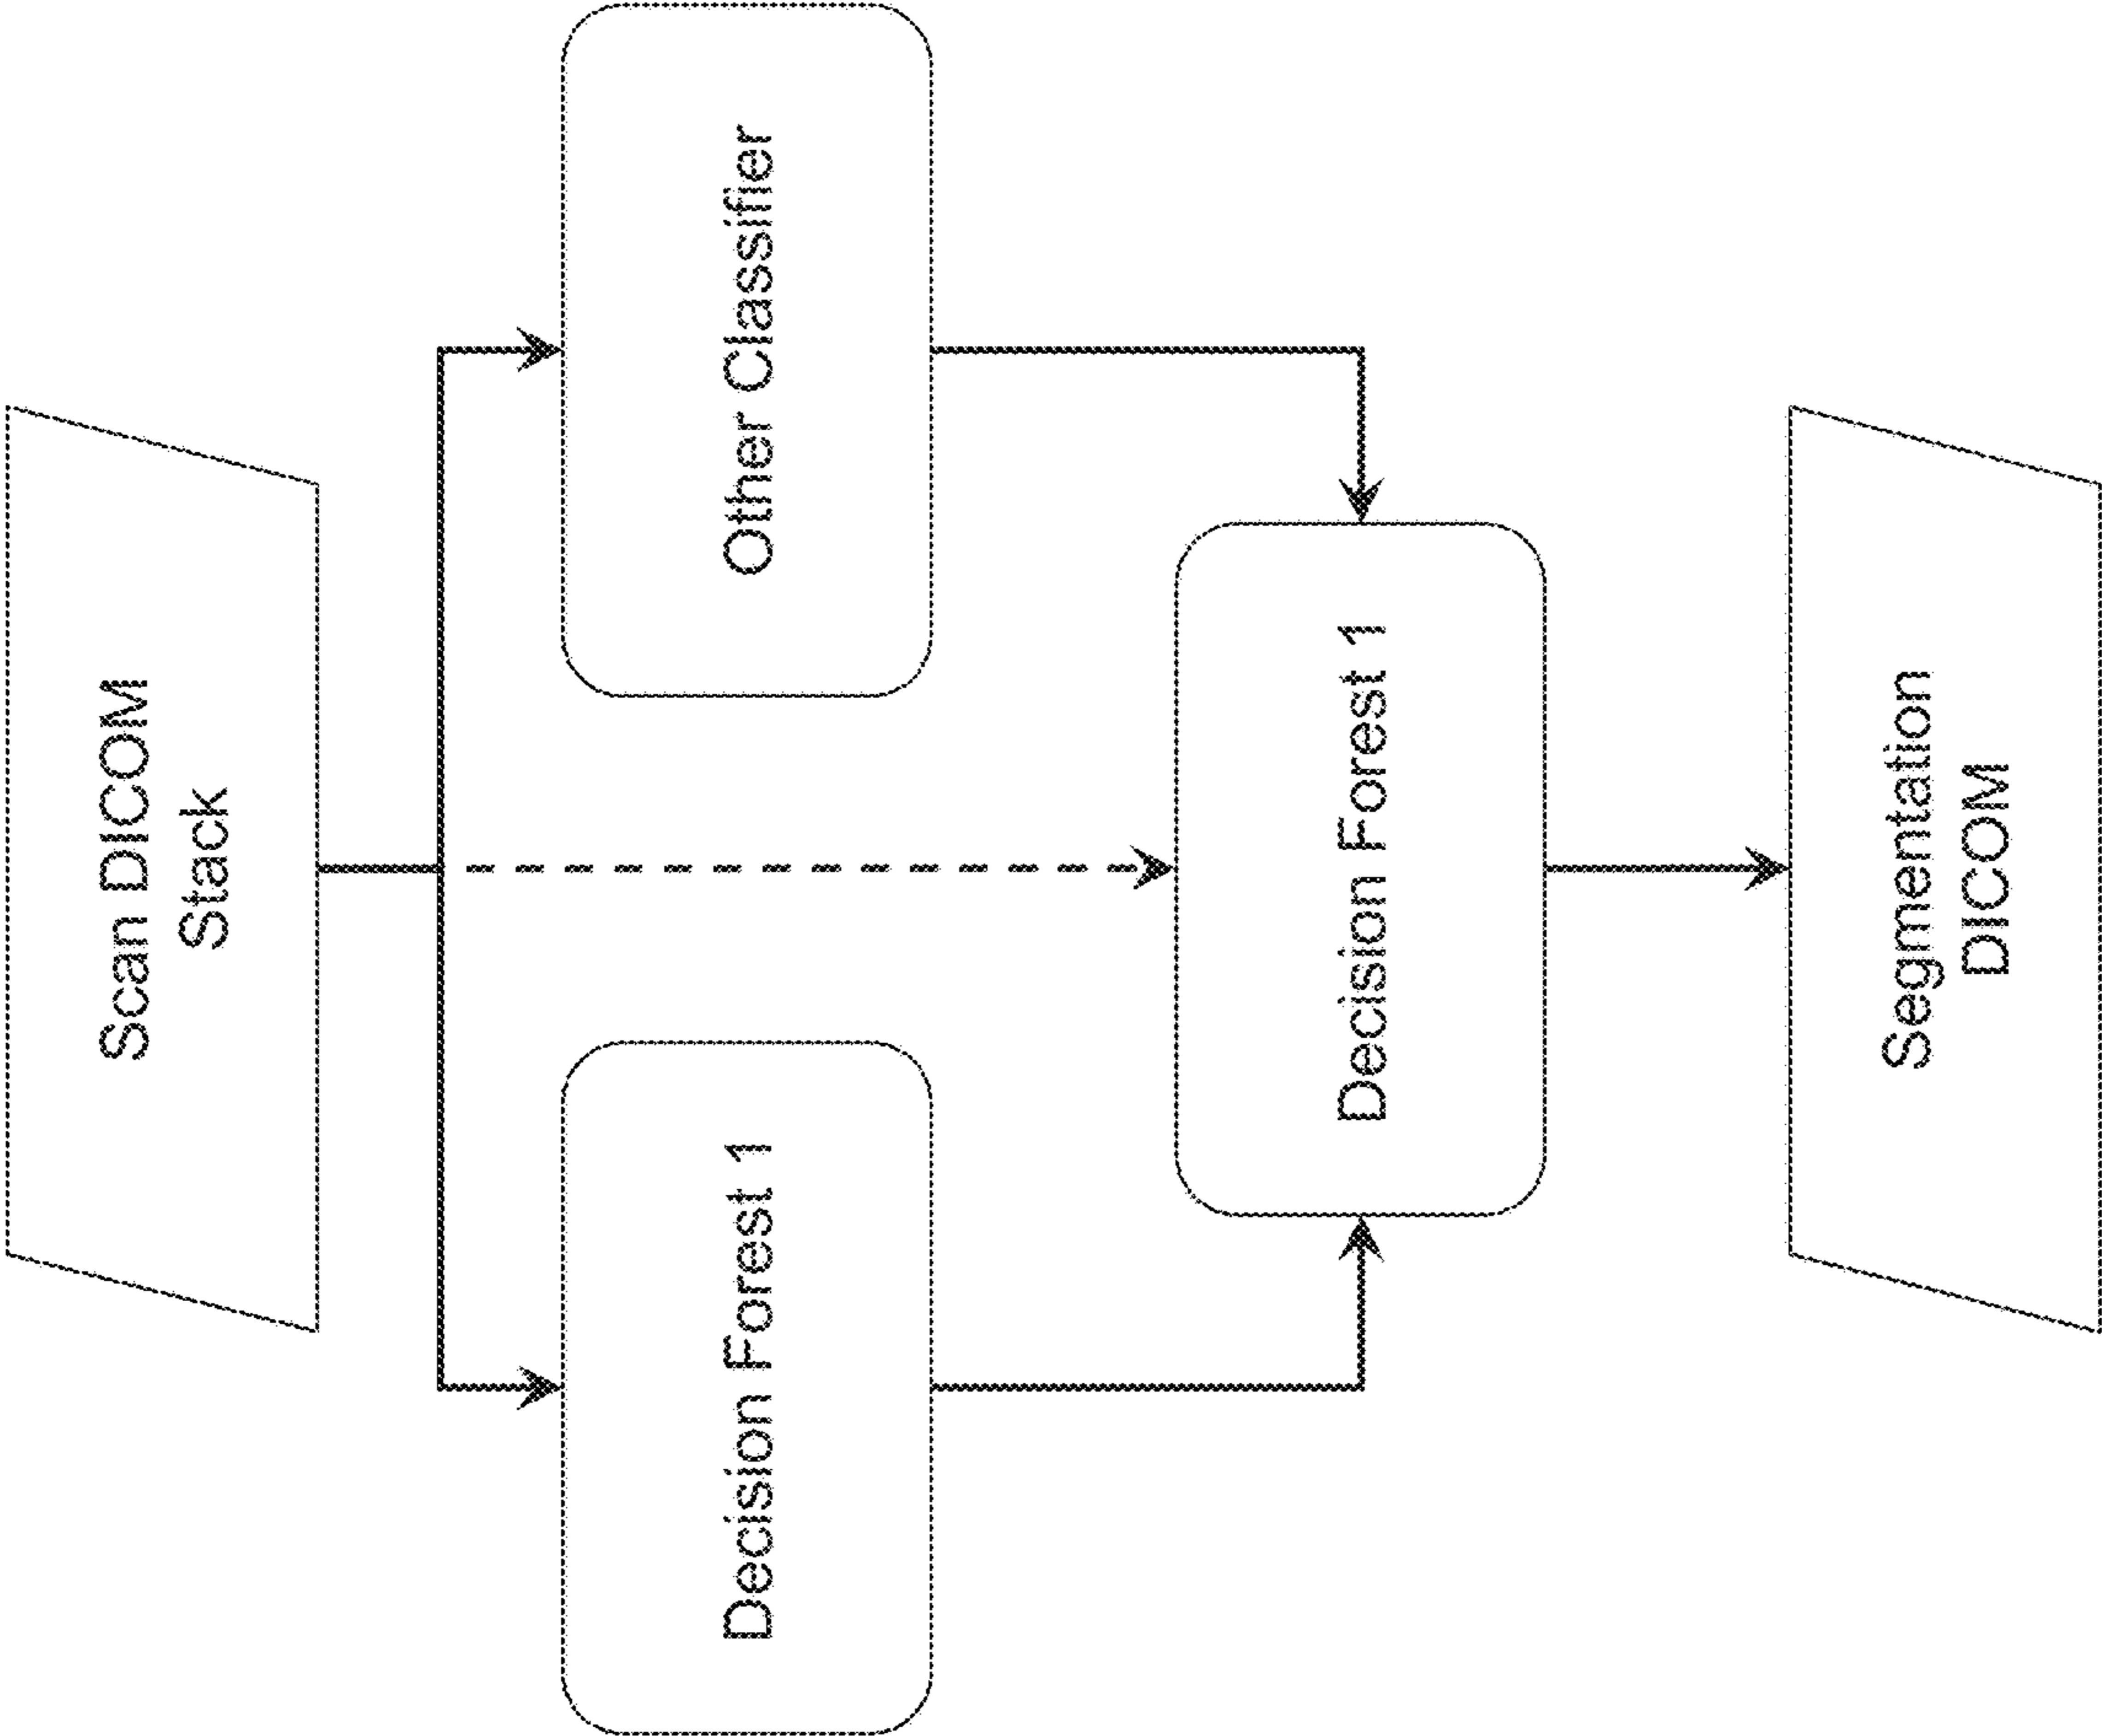 Scan DICOM
Stack
Decision Forest 1
Other Classifier
Decision Forest 1
Segmentation
DICOM